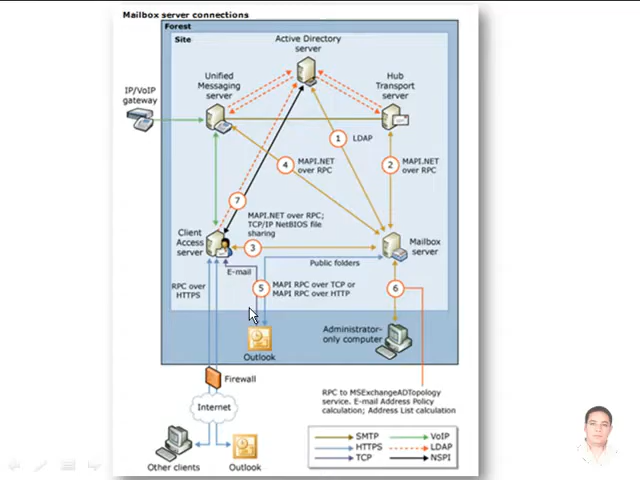 Mailbox server connections
Forest
Site
Active Directory
server
Unified
Messaging
server
Hub
Transport
server
IP/VoIP
gateway
1
LDAP
4
MAPI.NET
over RPC
2
MAPI.NET
over RPC
7
MAPI.NET over RPC;
TCP/IP NetBIOS file
sharing
Client
Access
server
3
Mailbox
server
Public folders
E-mail
RPC over
HTTPS
5
MAPI RPC over TCP or
MAPI RPC over HTTP
6
Administrator-
only computer
Outlook
Firewall
Internet
RPC to MSExchangeADTopology
service. E-mail Address Policy
calculation; Address List calculation
Other clients
Outlook
SMTP
VoIP
HTTPS
LDAP
TCP
NSPI